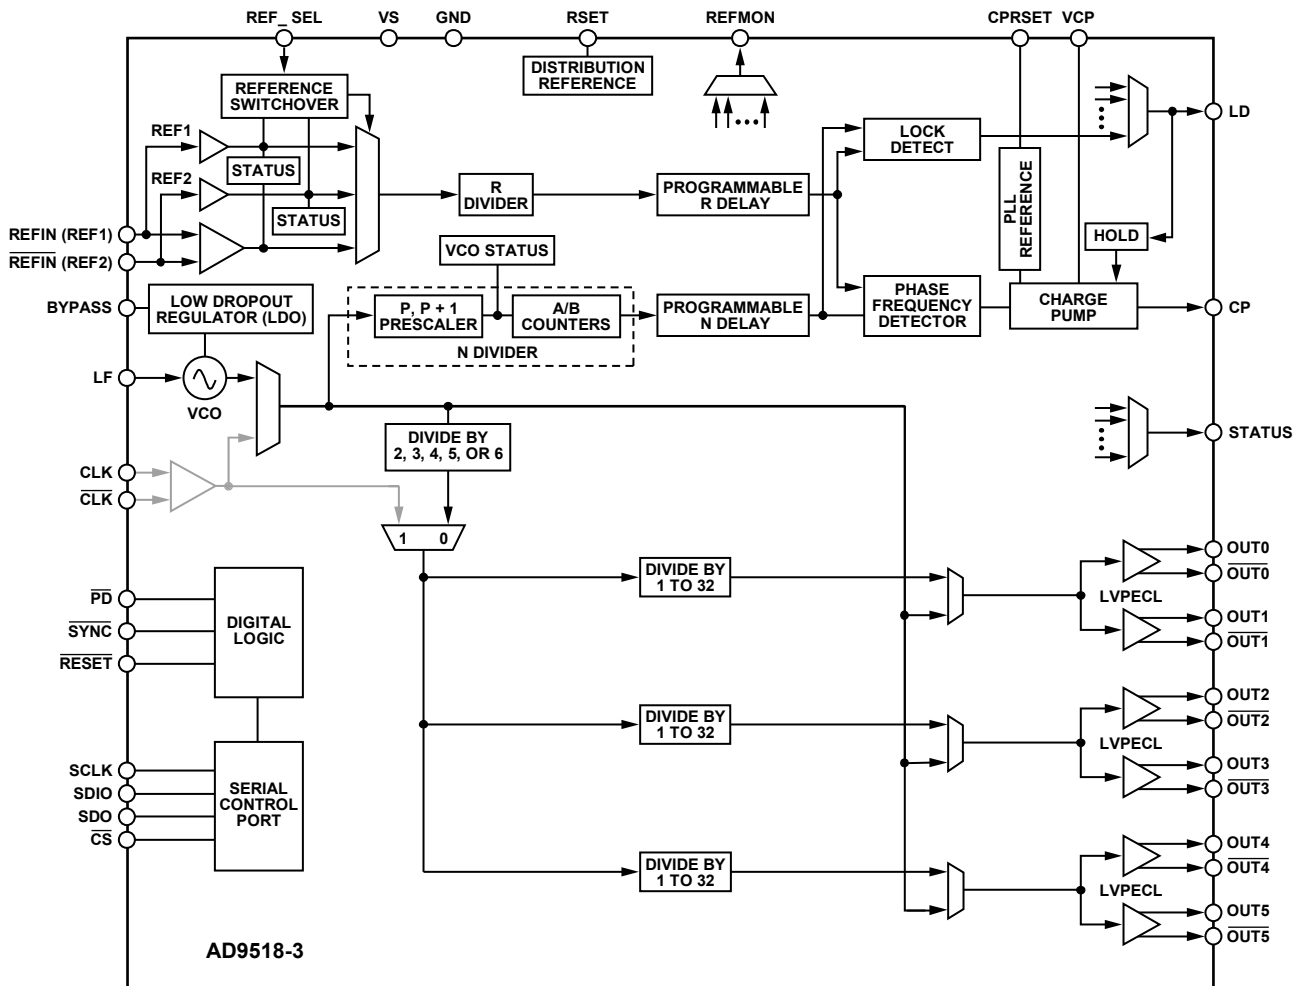 REF_ SEL
VS
GND
RSET
REFMON
CPRSET
VCP
DISTRIBUTION
REFERENCE
REFERENCE
SWITCHOVER
REF1
STATUS
REF2
STATUS
R
DIVIDER
PROGRAMMABLE
R DELAY
LOCK
DETECT
LD
PLL
REFERENCE
HOLD
REFIN (REF1)
REFIN (REF2)
VCO STATUS
BYPASS
LOW DROPOUT
REGULATOR (LDO)
P, P + 1
PRESCALER
A/B
COUNTERS
N DIVIDER
PROGRAMMABLE
N DELAY
PHASE
FREQUENCY
DETECTOR
CHARGE
PUMP
CP
LF
VCO
STATUS
DIVIDE BY
2, 3, 4, 5, OR 6
CLK
CLK
1 0
DIVIDE BY
1 TO 32
LVPECL
OUT0
OUT0
OUT1
OUT1
PD
SYNC
RESET
DIGITAL
LOGIC
DIVIDE BY
1 TO 32
LVPECL
OUT2
OUT2
OUT3
OUT3
SCLK
SDIO
SDO
CS
SERIAL
CONTROL
PORT
DIVIDE BY
1 TO 32
LVPECL
OUT4
OUT4
OUT5
OUT5
AD9518-3